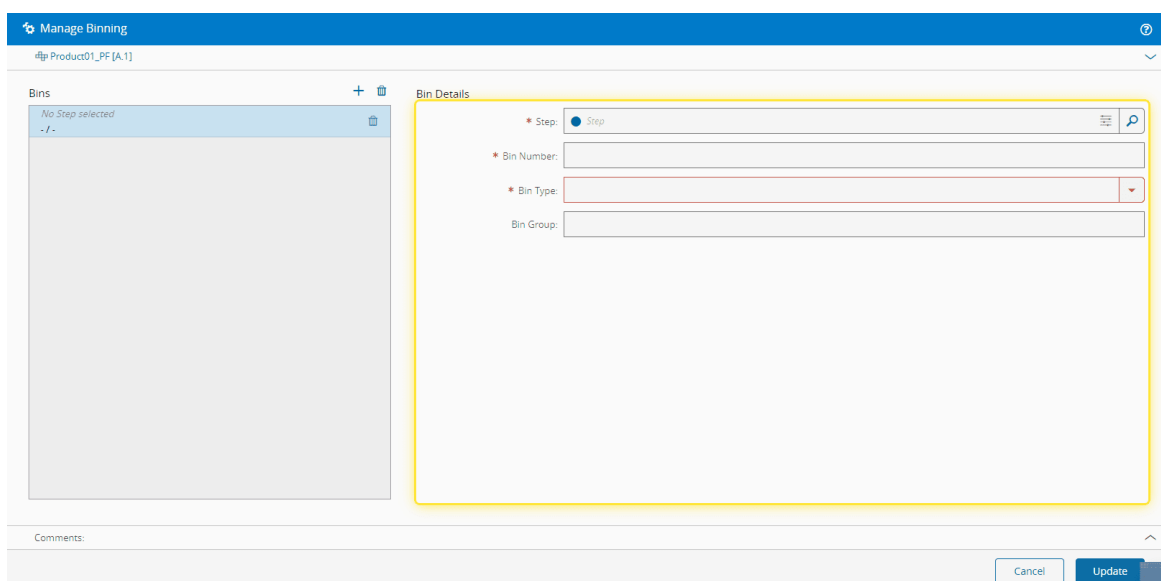 Manage Binning
Product01_PF [A.1]
Bins
Bin Details
No Step selected
- / -
* Step: Step
* Bin Number:
* Bin Type:
Bin Group:
Comments:
Cancel Update